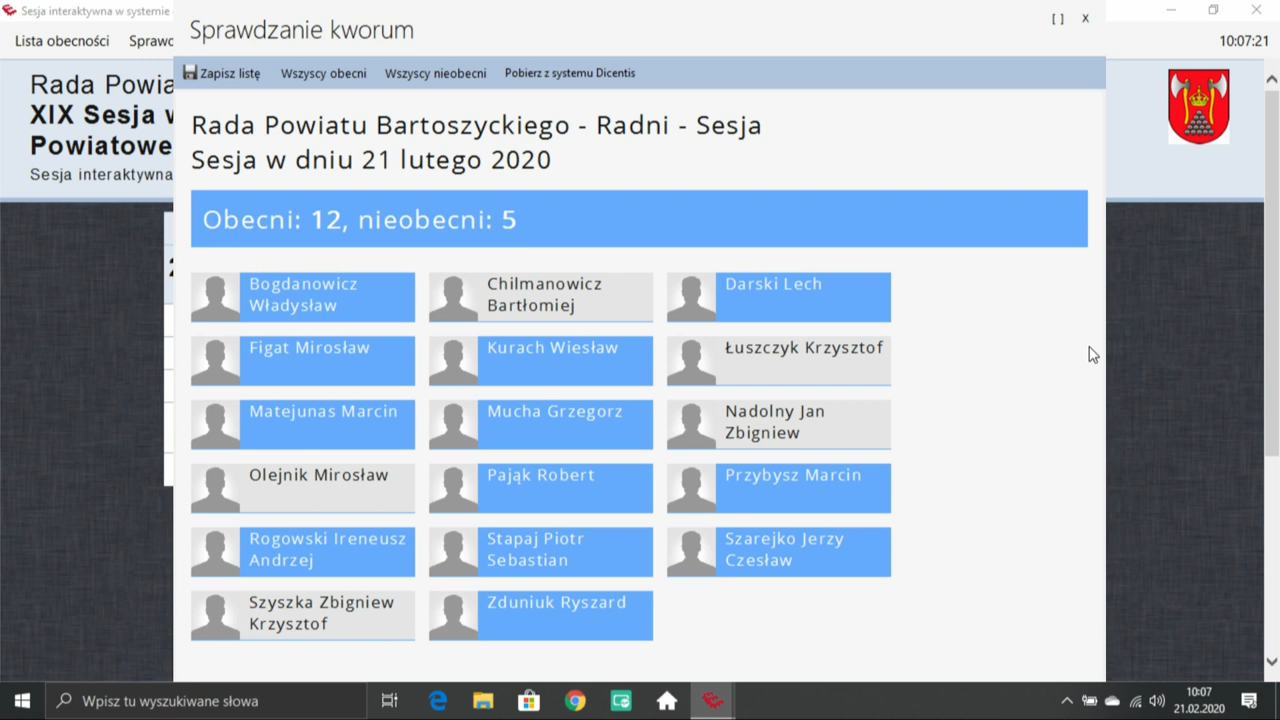 Sesja interaktywna w systemie
Lista obecności Sprawd
10:07:21
Rada Powia
XIX Sesja w
Powiatowe
Sesja interaktywna
Sprawdzanie kworum
[ ] X
Zapisz listę Wszyscy obecni Wszyscy nieobecni Pobierz z systemu Dicentis
Rada Powiatu Bartoszyckiego - Radni - Sesja
Sesja w dniu 21 lutego 2020
Obecni: 12, nieobecni: 5
Bogdanowicz
Władysław
Chilmanowicz
Bartłomiej
Darski Lech
Figat Mirosław
Kurach Wiesław
Łuszczyk Krzysztof
Matejunas Marcin
Mucha Grzegorz
Nadolny Jan
Zbigniew
Olejnik Mirosław
Pająk Robert
Przybysz Marcin
Rogowski Ireneusz
Andrzej
Stapaj Piotr
Sebastian
Szarejko Jerzy
Czesław
Szyszka Zbigniew
Krzysztof
Zduniuk Ryszard
Wpisz tu wyszukiwane słowa
10:07
21.02.2020